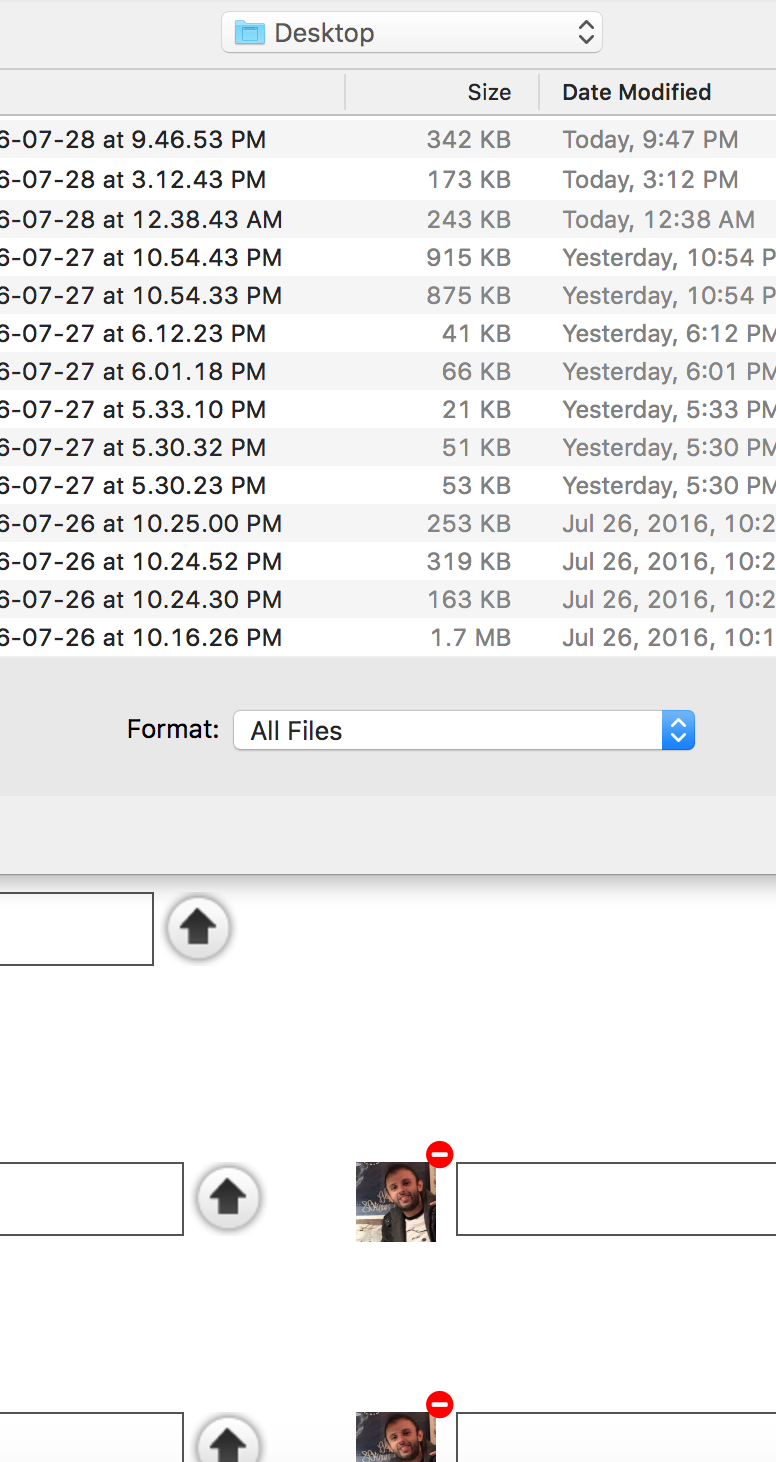 Desktop
Size Date Modified
6-07-28 at 9.46.53 PM 342 KB Today, 9:47 PM
6-07-28 at 3.12.43 PM 173 KB Today, 3:12 PM
6-07-28 at 12.38.43 AM 243 KB Today, 12:38 AM
6-07-27 at 10.54.43 PM 915 KB Yesterday, 10:54 P
6-07-27 at 10.54.33 PM 875 KB Yesterday, 10:54 P
6-07-27 at 6.12.23 PM 41 KB Yesterday, 6:12 PM
6-07-27 at 6.01.18 PM 66 KB Yesterday, 6:01 PM
6-07-27 at 5.33.10 PM 21 KB Yesterday, 5:33 PM
6-07-27 at 5.30.32 PM 51 KB Yesterday, 5:30 PM
6-07-27 at 5.30.23 PM 53 KB Yesterday, 5:30 PM
6-07-26 at 10.25.00 PM 253 KB Jul 26, 2016, 10:2
6-07-26 at 10.24.52 PM 319 KB Jul 26, 2016, 10:2
6-07-26 at 10.24.30 PM 163 KB Jul 26, 2016, 10:2
6-07-26 at 10.16.26 PM 1.7 MB Jul 26, 2016, 10:1
Format: All Files